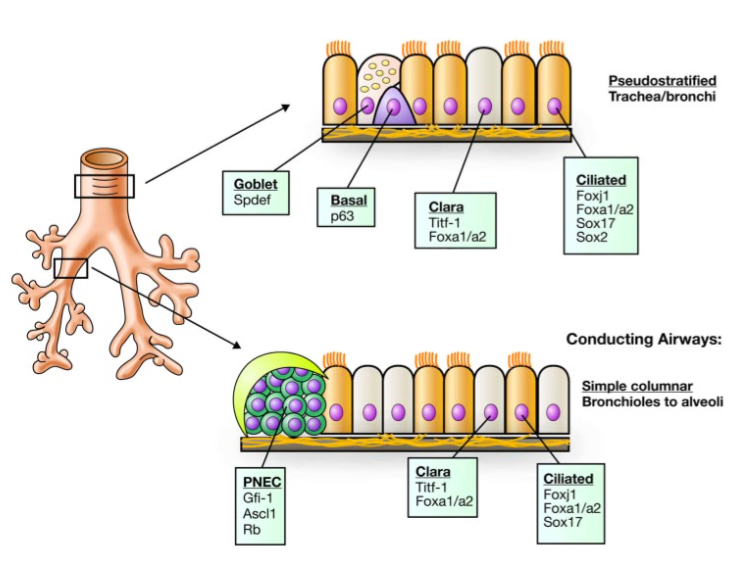 Pseudostratified
Trachea/bronchi
Goblet
Spdef
Basal
p63
Clara
Titf-1
Foxa1/a2
Ciliated
Foxj1
Foxa1/a2
Sox17
Sox2
Conducting Airways:
Simple columnar
Bronchioles to alveoli
PNEC
Gfi-1
Ascl1
Rb
Clara
Titf-1
Foxa1/a2
Ciliated
Foxj1
Foxa1/a2
Sox17